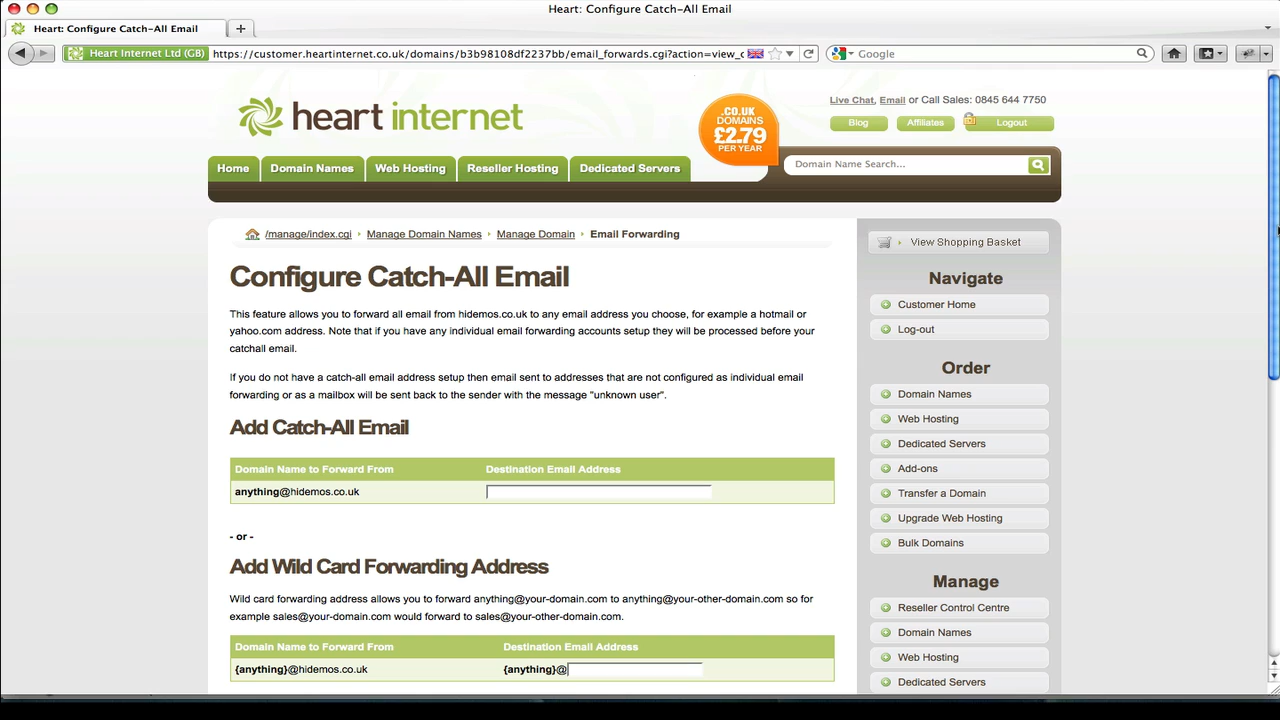 Heart: Configure Catch-All Email
Heart: Configure Catch-All Email
Heart Internet Ltd (GB) https://customer.heartinternet.co.uk/domains/b3b98108df2237bb/email_forwards.cgi?action=view_c Google
heart internet
.CO.UK
DOMAINS
£2.79
PER YEAR
Live Chat, Email or Call Sales: 0845 644 7750
Blog Affiliates Logout
Home Domain Names Web Hosting Reseller Hosting Dedicated Servers
Domain Name Search...
/manage/index.cgi Manage Domain Names Manage Domain Email Forwarding
Configure Catch-All Email
This feature allows you to forward all email from hidemos.co.uk to any email address you choose, for example a hotmail or
yahoo.com address. Note that if you have any individual email forwarding accounts setup they will be processed before your
catchall email.
If you do not have a catch-all email address setup then email sent to addresses that are not configured as individual email
forwarding or as a mailbox will be sent back to the sender with the message "unknown user".
Add Catch-All Email
Domain Name to Forward From Destination Email Address
anything@hidemos.co.uk
- or -
Add Wild Card Forwarding Address
Wild card forwarding address allows you to forward anything@your-domain.com to anything@your-other-domain.com so for
example sales@your-domain.com would forward to sales@your-other-domain.com.
Domain Name to Forward From Destination Email Address
{anything}@hidemos.co.uk {anything}@
View Shopping Basket
Navigate
Customer Home
Log-out
Order
Domain Names
Web Hosting
Dedicated Servers
Add-ons
Transfer a Domain
Upgrade Web Hosting
Bulk Domains
Manage
Reseller Control Centre
Domain Names
Web Hosting
Dedicated Servers